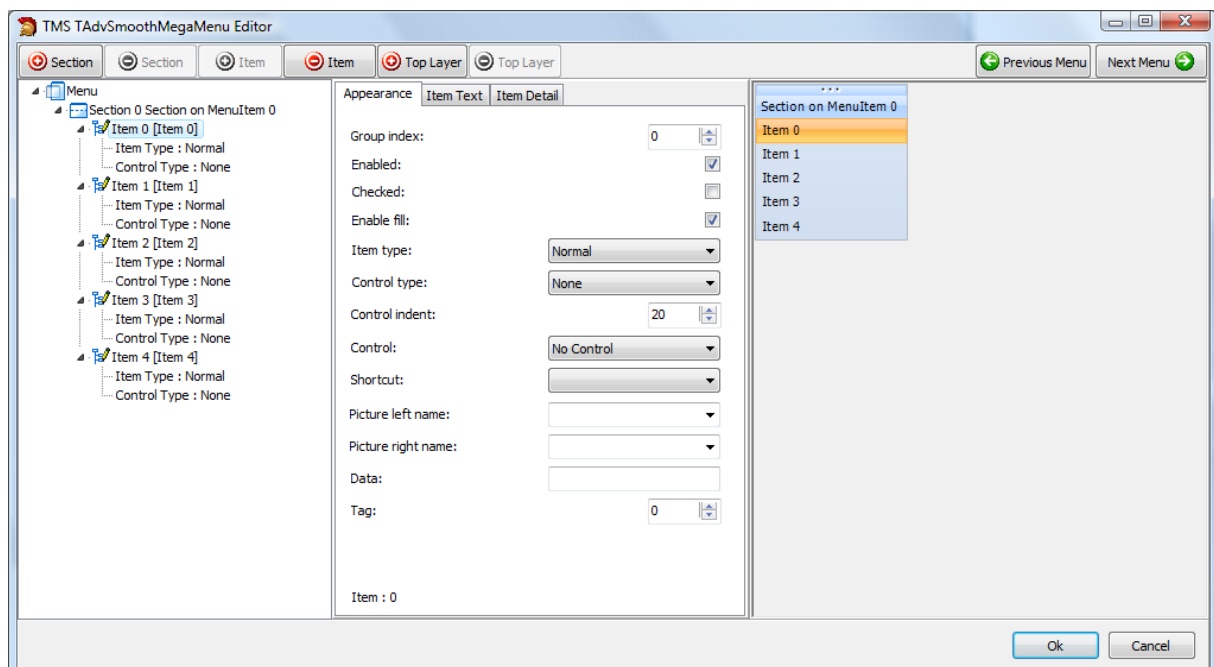 TMS TAdvSmoothMegaMenu Editor
Section Section Item Item Top Layer Top Layer Previous Menu Next Menu
Menu
Section 0 Section on MenuItem 0
Item 0 [Item 0]
Item Type : Normal
Control Type : None
Item 1 [Item 1]
Item Type : Normal
Control Type : None
Item 2 [Item 2]
Item Type : Normal
Control Type : None
Item 3 [Item 3]
Item Type : Normal
Control Type : None
Item 4 [Item 4]
Item Type : Normal
Control Type : None
Appearance Item Text Item Detail
Group index: 0
Enabled:
Checked:
Enable fill:
Item type: Normal
Control type: None
Control indent: 20
Control: No Control
Shortcut:
Picture left name:
Picture right name:
Data:
Tag: 0
Item : 0
Section on MenuItem 0
Item 0
Item 1
Item 2
Item 3
Item 4
Ok Cancel